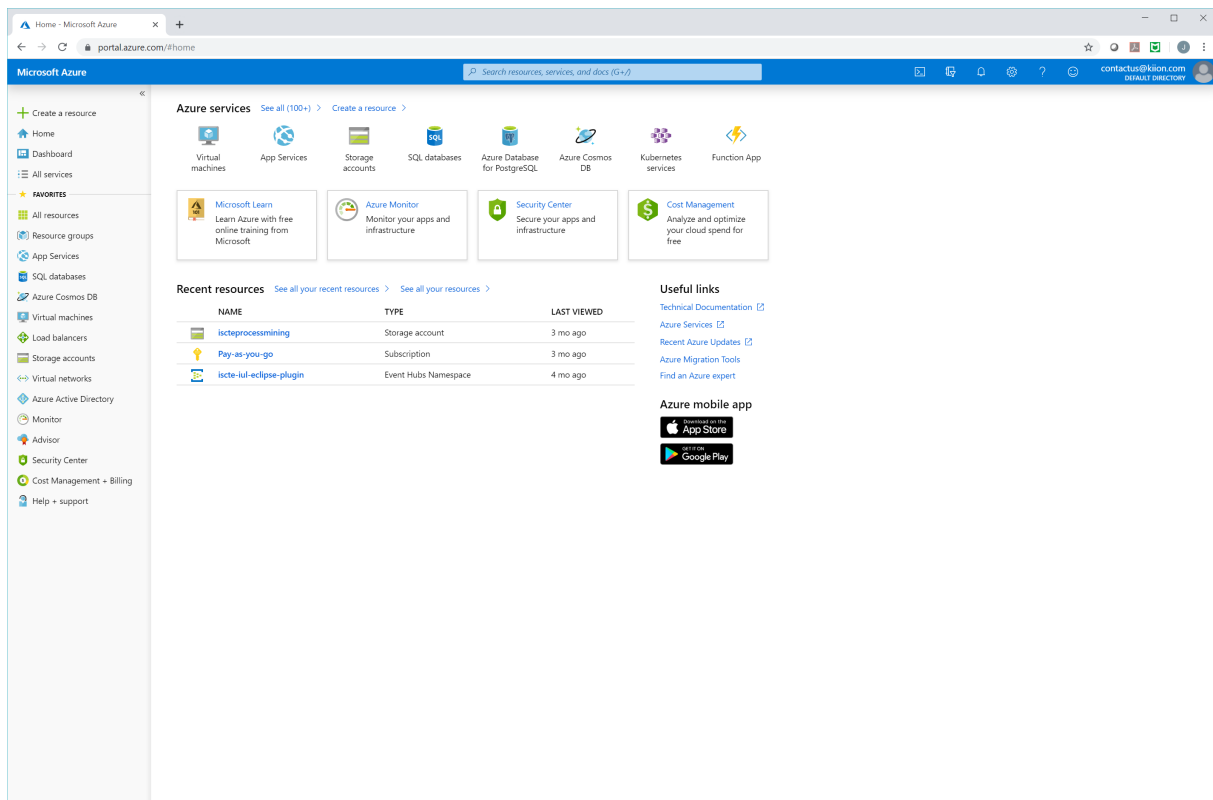 Home - Microsoft Azure
portal.azure.com/#home
Microsoft Azure
Search resources, services, and docs (G+/)
contactus@kiion.com
DEFAULT DIRECTORY
Create a resource
Home
Dashboard
All services
FAVORITES
All resources
Resource groups
App Services
SQL databases
Azure Cosmos DB
Virtual machines
Load balancers
Storage accounts
Virtual networks
Azure Active Directory
Monitor
Advisor
Security Center
Cost Management + Billing
Help + support
Azure services See all (100+) > Create a resource >
Virtual machines
App Services
Storage accounts
SQL databases
Azure Database for PostgreSQL
Azure Cosmos DB
Kubernetes services
Function App
Microsoft Learn
Learn Azure with free
online training from
Microsoft
Azure Monitor
Monitor your apps and
infrastructure
Security Center
Secure your apps and
infrastructure
Cost Management
Analyze and optimize
your cloud spend for
free
Recent resources See all your recent resources > See all your resources >
NAME TYPE LAST VIEWED
iscteprocessmining Storage account 3 mo ago
Pay-as-you-go Subscription 3 mo ago
iscte-iul-eclipse-plugin Event Hubs Namespace 4 mo ago
Useful links
Technical Documentation
Azure Services
Recent Azure Updates
Azure Migration Tools
Find an Azure expert
Azure mobile app
Download on the
App Store
GET IT ON
Google Play